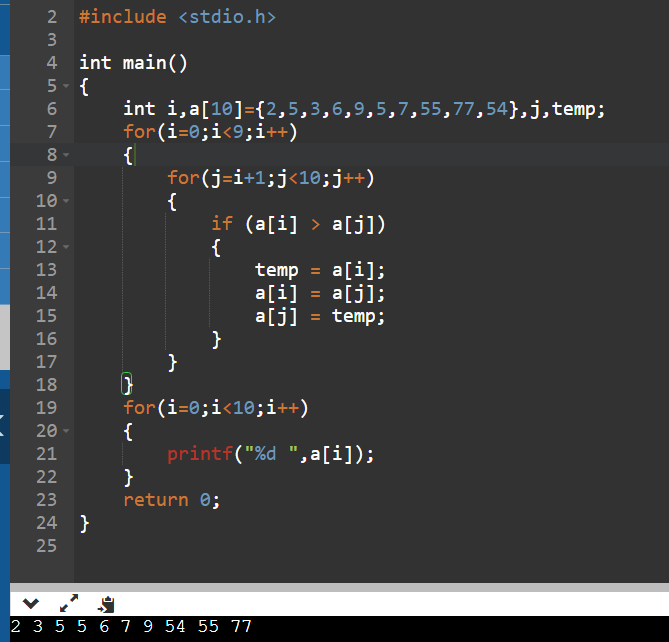 2 #include <stdio.h>
3
4 int main()
5 {
6 int i,a[10]={2,5,3,6,9,5,7,55,77,54},j,temp;
7 for(i=0;i<9;i++)
8 {
9 for(j=i+1;j<10;j++)
10 {
11 if (a[i] > a[j])
12 {
13 temp = a[i];
14 a[i] = a[j];
15 a[j] = temp;
16 }
17 }
18 }
19 for(i=0;i<10;i++)
20 {
21 printf("%d ",a[i]);
22 }
23 return 0;
24 }
25
2 3 5 5 6 7 9 54 55 77